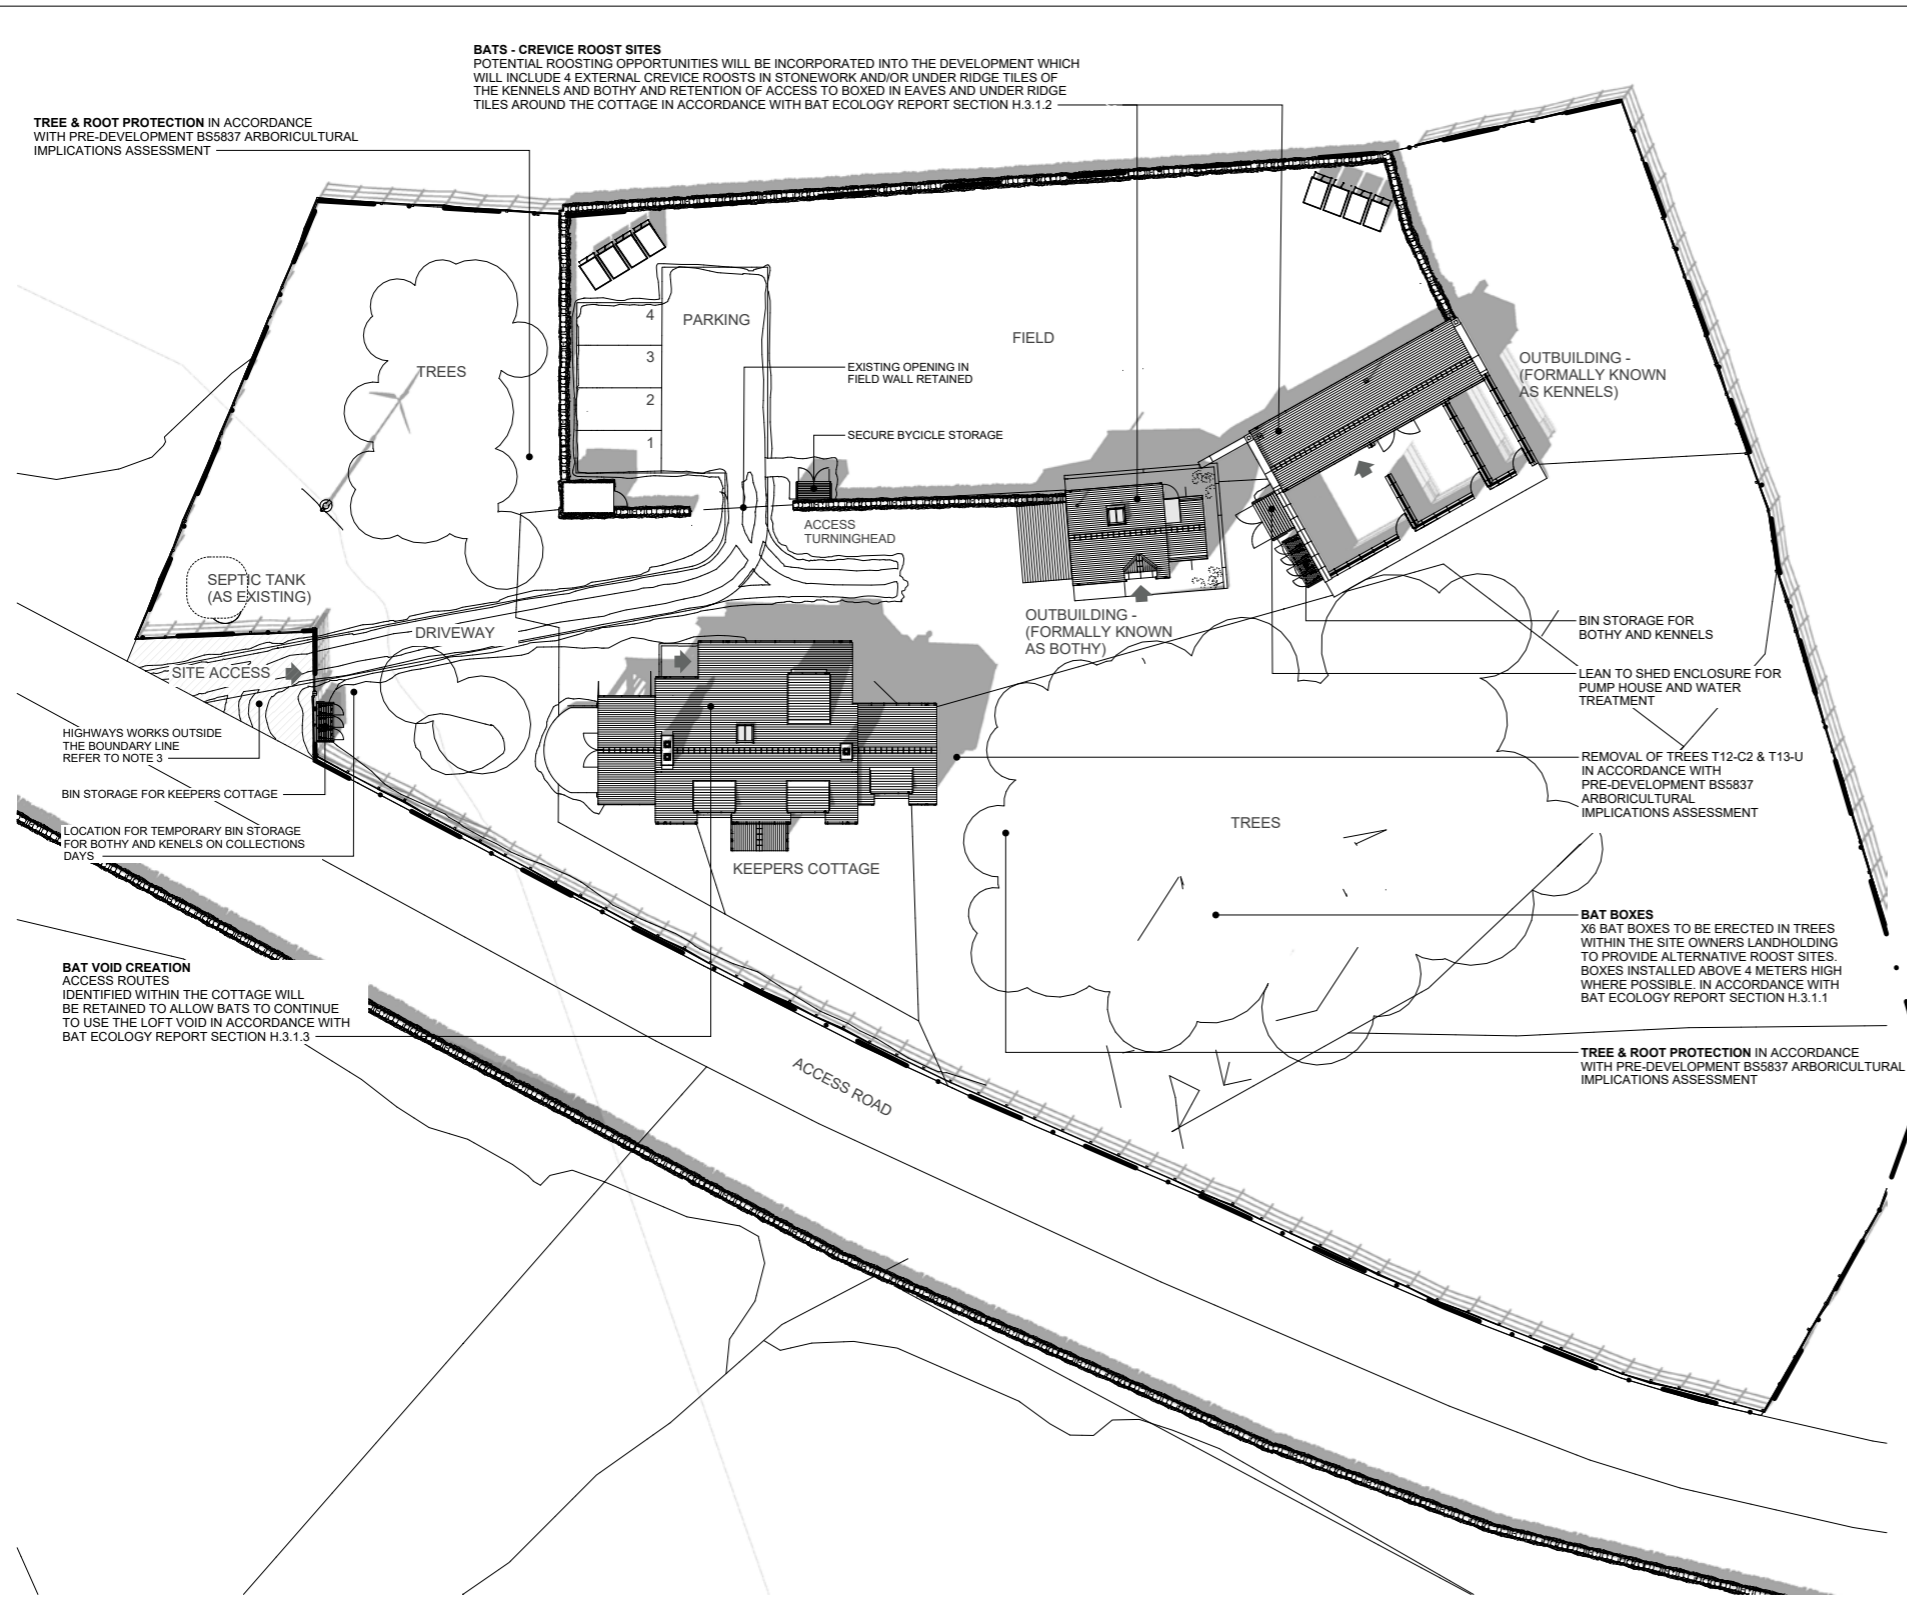 BATS - CREVICE ROOST SITES
POTENTIAL ROOSTING OPPORTUNITIES WILL BE INCORPORATED INTO THE DEVELOPMENT WHICH
WILL INCLUDE 4 EXTERNAL CREVICE ROOSTS IN STONEWORK AND/OR UNDER RIDGE TILES OF
THE KENNELS AND BOTHY AND RETENTION OF ACCESS TO BOXED IN EAVES AND UNDER RIDGE
TILES AROUND THE COTTAGE IN ACCORDANCE WITH BAT ECOLOGY REPORT SECTION H.3.1.2
TREE & ROOT PROTECTION IN ACCORDANCE
WITH PRE-DEVELOPMENT BS5837 ARBORICULTURAL
IMPLICATIONS ASSESSMENT
TREES
4
3
2
1
PARKING
FIELD
EXISTING OPENING IN
FIELD WALL RETAINED
SECURE BYCICLE STORAGE
ACCESS
TURNINGHEAD
OUTBUILDING -
(FORMALLY KNOWN
AS KENNELS)
SEPTIC TANK
(AS EXISTING)
DRIVEWAY
SITE ACCESS
OUTBUILDING -
(FORMALLY KNOWN
AS BOTHY)
BIN STORAGE FOR
BOTHY AND KENNELS
LEAN TO SHED ENCLOSURE FOR
PUMP HOUSE AND WATER
TREATMENT
HIGHWAYS WORKS OUTSIDE
THE BOUNDARY LINE
REFER TO NOTE 3
BIN STORAGE FOR KEEPERS COTTAGE
LOCATION FOR TEMPORARY BIN STORAGE
FOR BOTHY AND KENELS ON COLLECTIONS
DAYS
REMOVAL OF TREES T12-C2 & T13-U
IN ACCORDANCE WITH
PRE-DEVELOPMENT BS5837
ARBORICULTURAL
IMPLICATIONS ASSESSMENT
TREES
KEEPERS COTTAGE
BAT BOXES
X6 BAT BOXES TO BE ERECTED IN TREES
WITHIN THE SITE OWNERS LANDHOLDING
TO PROVIDE ALTERNATIVE ROOST SITES.
BOXES INSTALLED ABOVE 4 METERS HIGH
WHERE POSSIBLE. IN ACCORDANCE WITH
BAT ECOLOGY REPORT SECTION H.3.1.1
BAT VOID CREATION
ACCESS ROUTES
IDENTIFIED WITHIN THE COTTAGE WILL
BE RETAINED TO ALLOW BATS TO CONTINUE
TO USE THE LOFT VOID IN ACCORDANCE WITH
BAT ECOLOGY REPORT SECTION H.3.1.3
ACCESS ROAD
TREE & ROOT PROTECTION IN ACCORDANCE
WITH PRE-DEVELOPMENT BS5837 ARBORICULTURAL
IMPLICATIONS ASSESSMENT